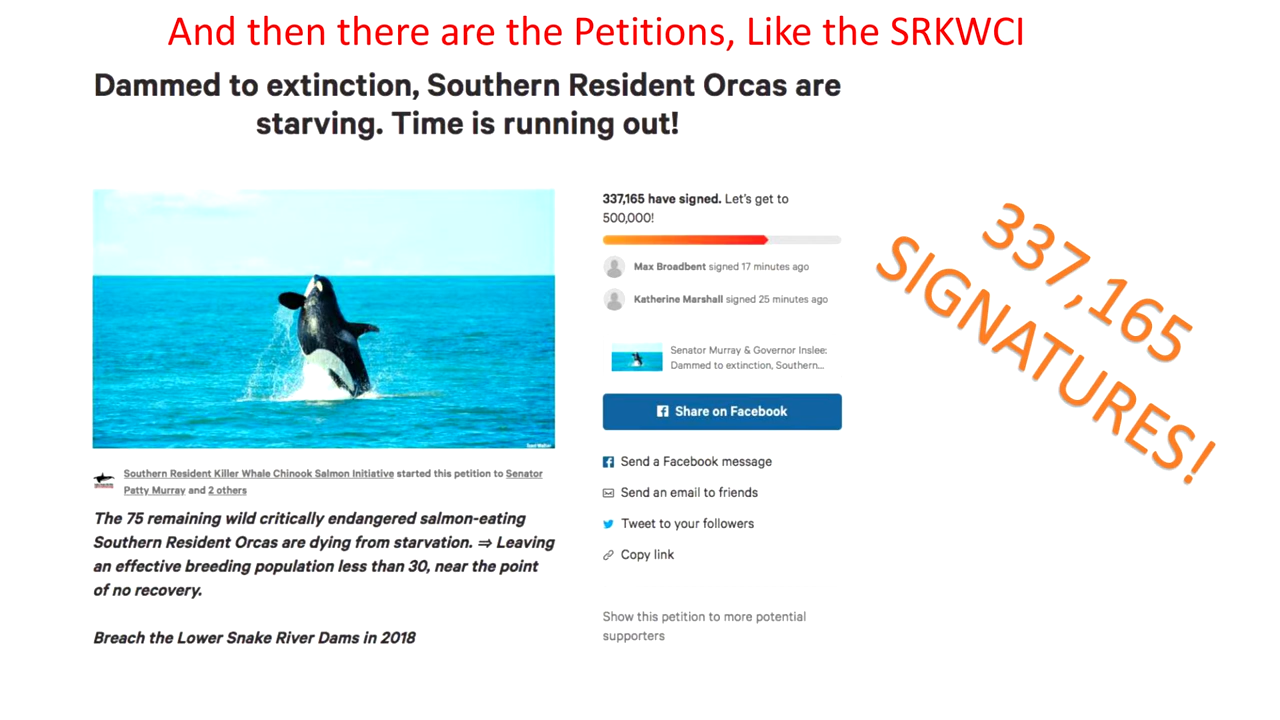 And then there are the Petitions, Like the SRKWCI
Dammed to extinction, Southern Resident Orcas are
starving. Time is running out!
337,165 have signed. Let's get to
500,000!
Max Broadbent signed 17 minutes ago
Katherine Marshall signed 25 minutes ago
Senator Murray & Governor Inslee:
Dammed to extinction, Southern...
Share on Facebook
Send a Facebook message
Send an email to friends
Tweet to your followers
Copy link
Show this petition to more potential
supporters
337,165
SIGNATURES!
Southern Resident Killer Whale Chinook Salmon Initiative started this petition to Senator
Patty Murray and 2 others
The 75 remaining wild critically endangered salmon-eating
Southern Resident Orcas are dying from starvation. ⇒ Leaving
an effective breeding population less than 30, near the point
of no recovery.
Breach the Lower Snake River Dams in 2018